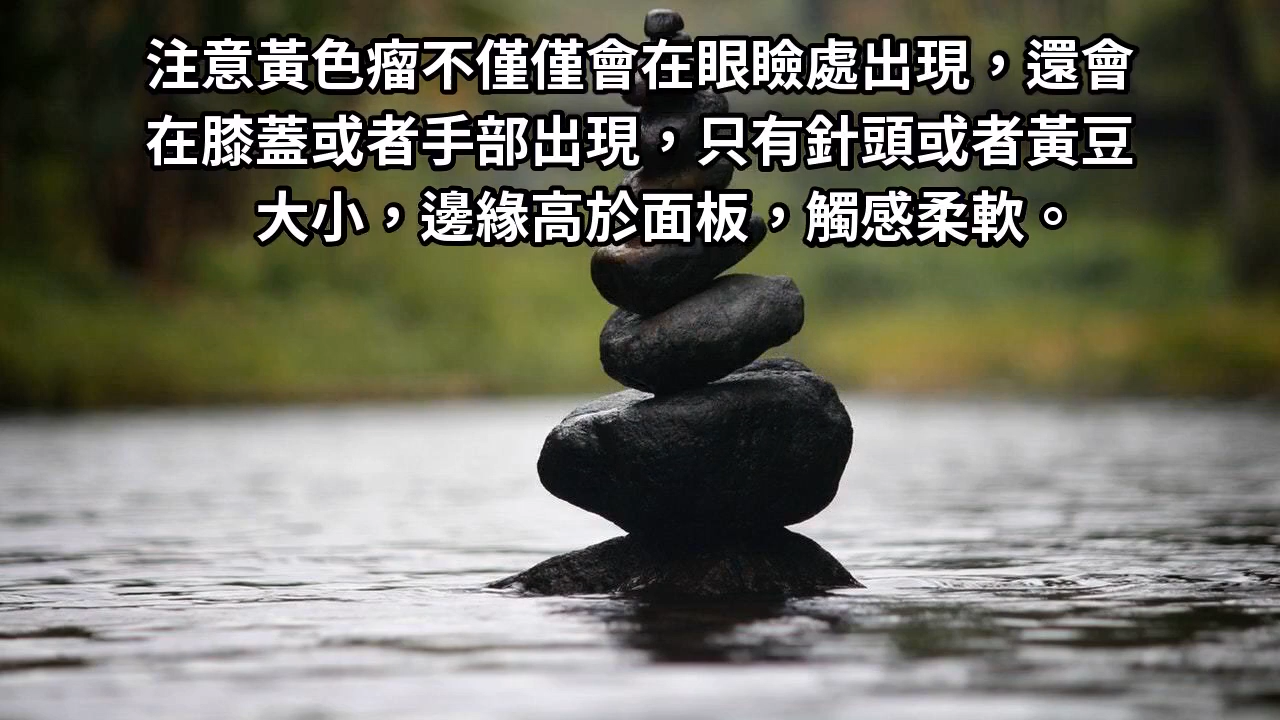 注意黃色瘤不僅僅會在眼瞼處出現，還會
在膝蓋或者手部出現，只有針頭或者黃豆
大小，邊緣高於面板，觸感柔軟。